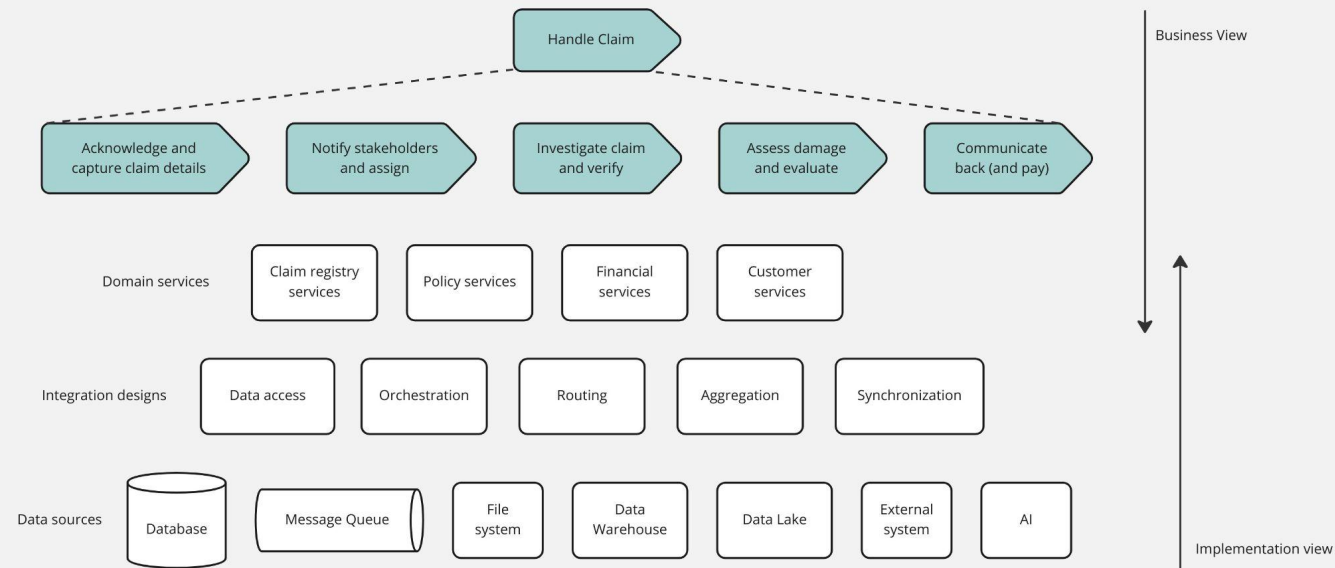 Handle Claim
Business View
Acknowledge and
capture claim details
Notify stakeholders
and assign
Investigate claim
and verify
Assess damage
and evaluate
Communicate
back (and pay)
Domain services
Claim registry
services
Policy services
Financial
services
Customer
services
Integration designs
Data access
Orchestration
Routing
Aggregation
Synchronization
Data sources
Database
Message Queue
File
system
Data
Warehouse
Data Lake
External
system
AI
Implementation view